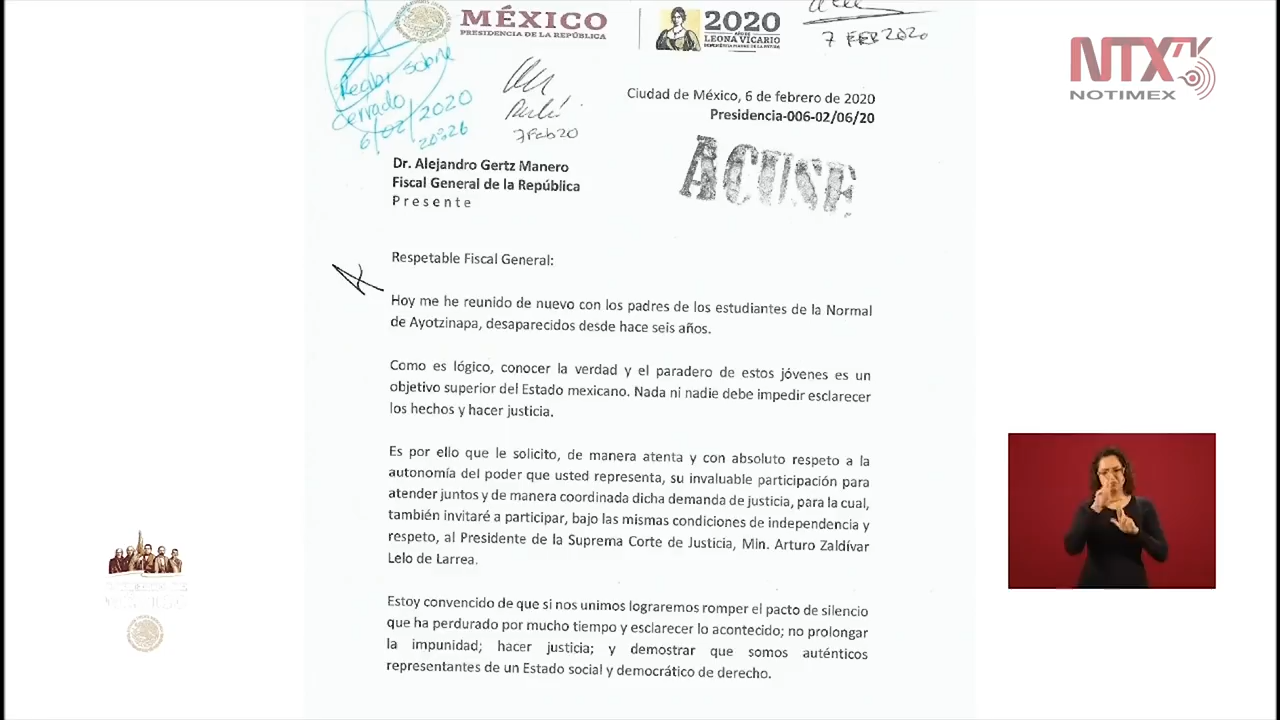 MÉXICO
PRESIDENCIA DE LA REPÚBLICA
2020
AÑO DE
LEONA VICARIO
BENEMÉRITA MADRE DE LA PATRIA
7 FEB 2020
NTX TV
NOTIMEX
Recibí sobre
cerrado
6/02/2020
20:26
7 Feb 20
Ciudad de México, 6 de febrero de 2020
Presidencia-006-02/06/20
ACUSE
Dr. Alejandro Gertz Manero
Fiscal General de la República
P r e s e n t e
Respetable Fiscal General:
Hoy me he reunido de nuevo con los padres de los estudiantes de la Normal
de Ayotzinapa, desaparecidos desde hace seis años.
Como es lógico, conocer la verdad y el paradero de estos jóvenes es un
objetivo superior del Estado mexicano. Nada ni nadie debe impedir esclarecer
los hechos y hacer justicia.
Es por ello que le solicito, de manera atenta y con absoluto respeto a la
autonomía del poder que usted representa, su invaluable participación para
atender juntos y de manera coordinada dicha demanda de justicia, para la cual,
también invitaré a participar, bajo las mismas condiciones de independencia y
respeto, al Presidente de la Suprema Corte de Justicia, Min. Arturo Zaldívar
Lelo de Larrea.
Estoy convencido de que si nos unimos lograremos romper el pacto de silencio
que ha perdurado por mucho tiempo y esclarecer lo acontecido; no prolongar
la impunidad; hacer justicia; y demostrar que somos auténticos
representantes de un Estado social y democrático de derecho.